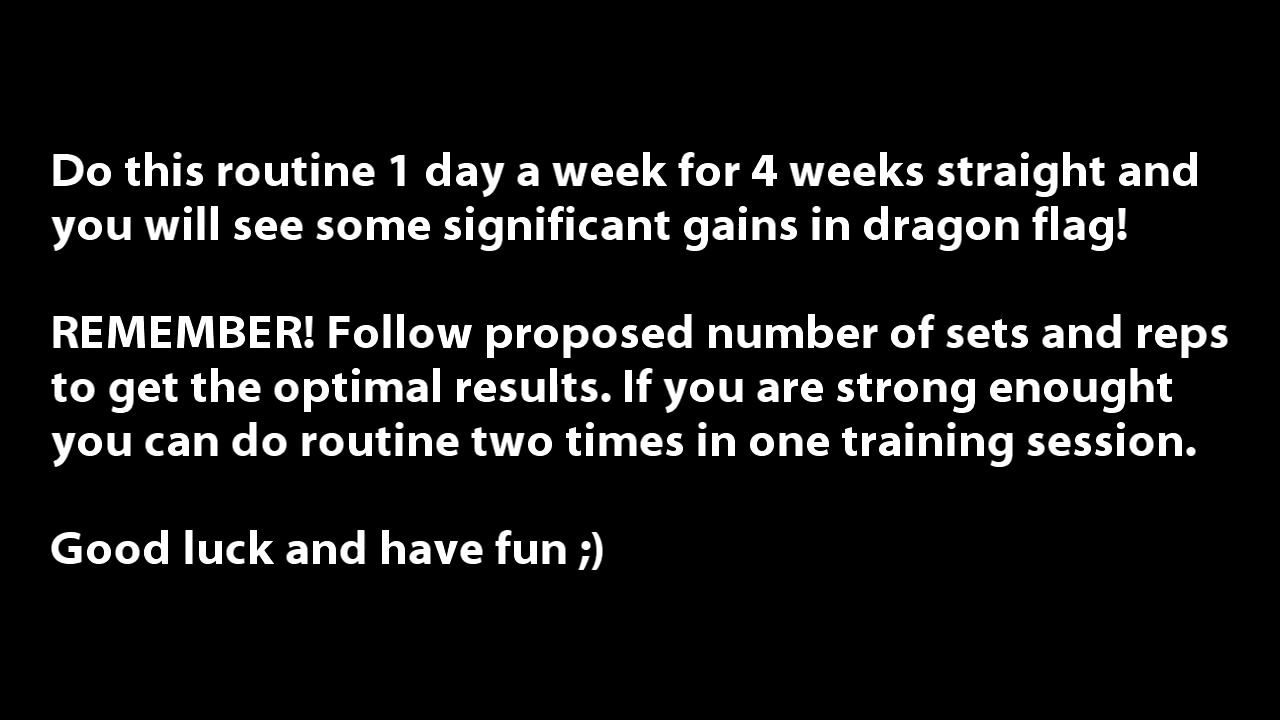 Do this routine 1 day a week for 4 weeks straight and
you will see some significant gains in dragon flag!
REMEMBER! Follow proposed number of sets and reps
to get the optimal results. If you are strong enought
you can do routine two times in one training session.
Good luck and have fun ;)